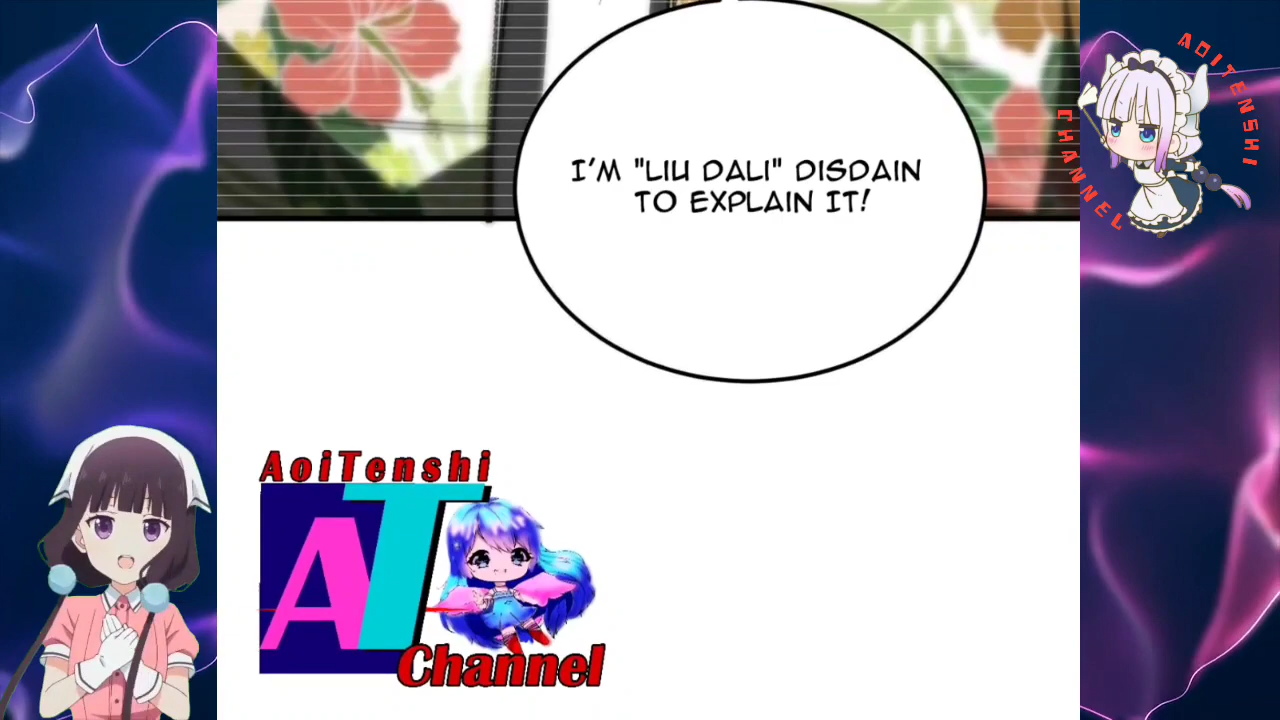 I'M "LIU DALI" DISDAIN
TO EXPLAIN IT!
AOITENSHI
CHANNEL
AoiTenshi
AT
Channel